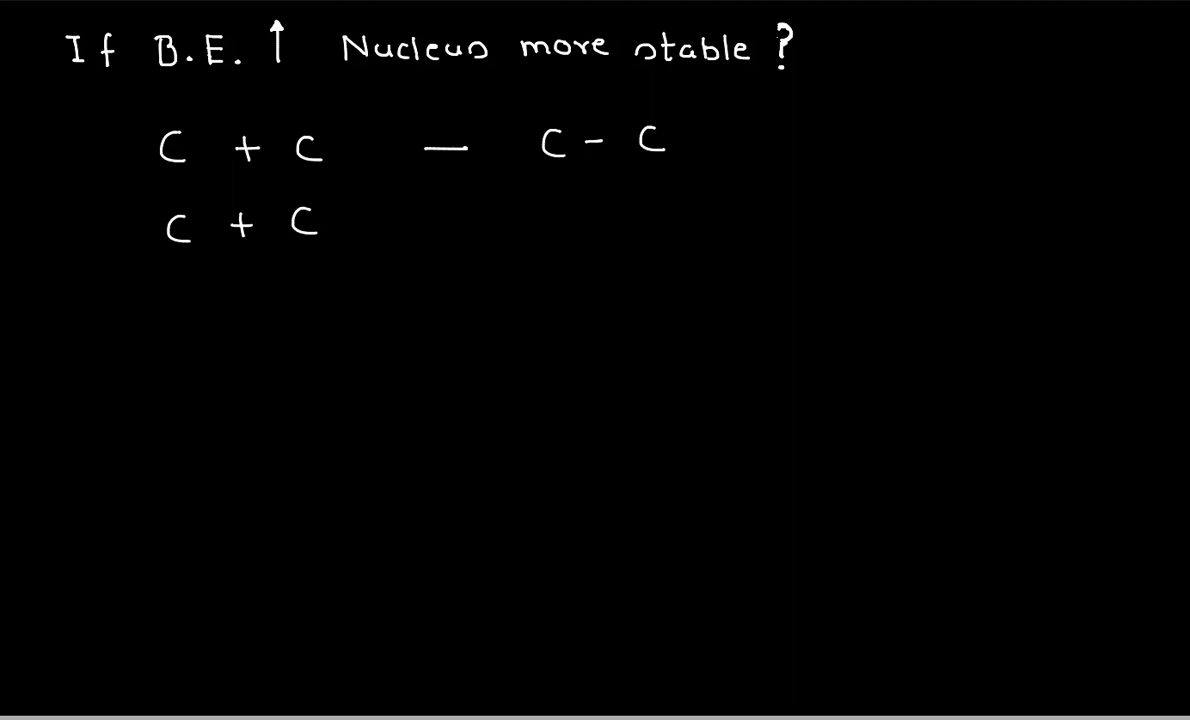 If B.E. ↑ Nucleus more stable ?
C + C — C - C
C + C